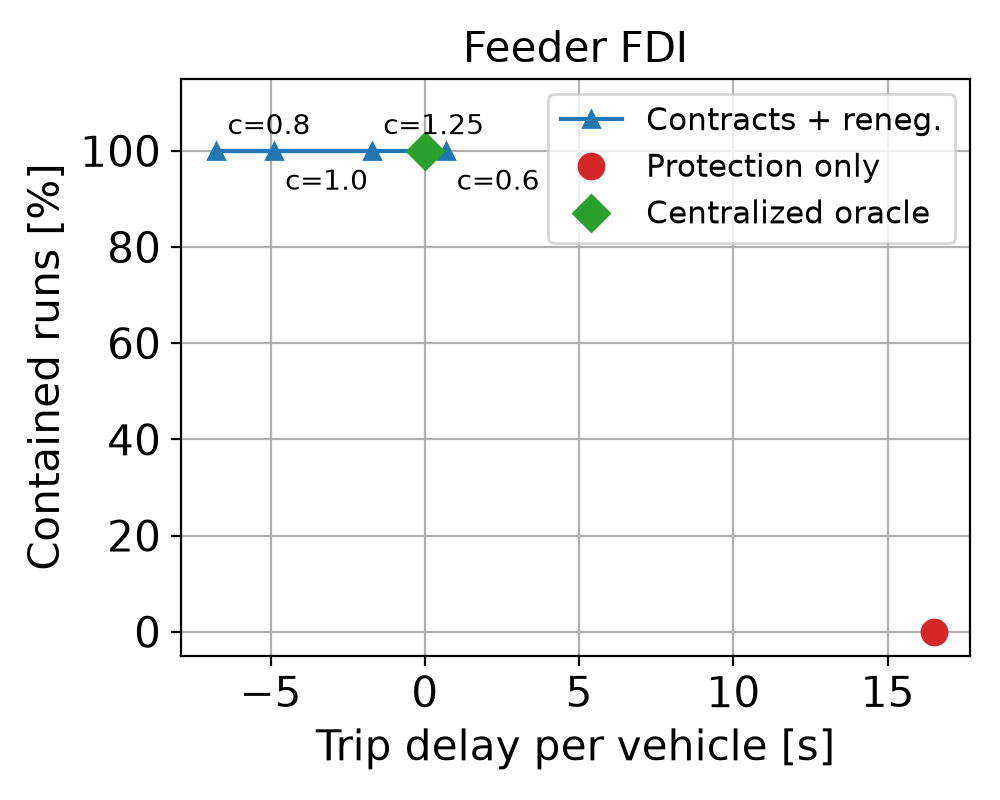 Feeder FDI
Contracts + reneg.
Protection only
Centralized oracle
c=0.8
c=1.25
c=1.0
c=0.6
Contained runs [%]
100
80
60
40
20
0
−5
0
5
10
15
Trip delay per vehicle [s]